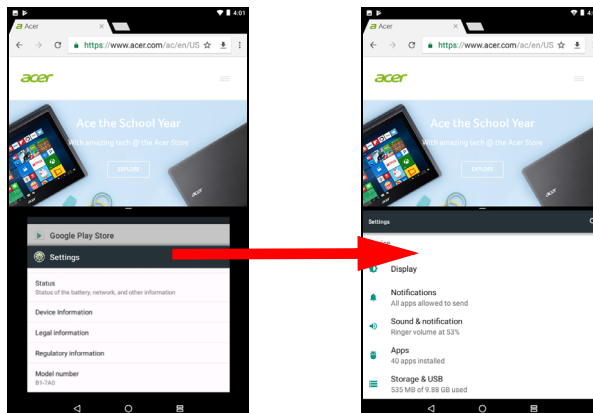 4:01
Acer ×
https://www.acer.com/ac/en/US
acer
Ace the School Year
With amazing tech @ the Acer Store
EXPLORE
acer
Google Play Store
Settings
Status
Status of the battery, network, and other information
Device Information
Legal information
Regulatory information
Model number
B1-7A0
Acer ×
https://www.acer.com/ac/en/US
acer
Ace the School Year
With amazing tech @ the Acer Store
EXPLORE
acer
Settings
Display
Notifications
All apps allowed to send
Sound & notification
Ringer volume at 53%
Apps
40 apps installed
Storage & USB
535 MB of 9.88 GB used